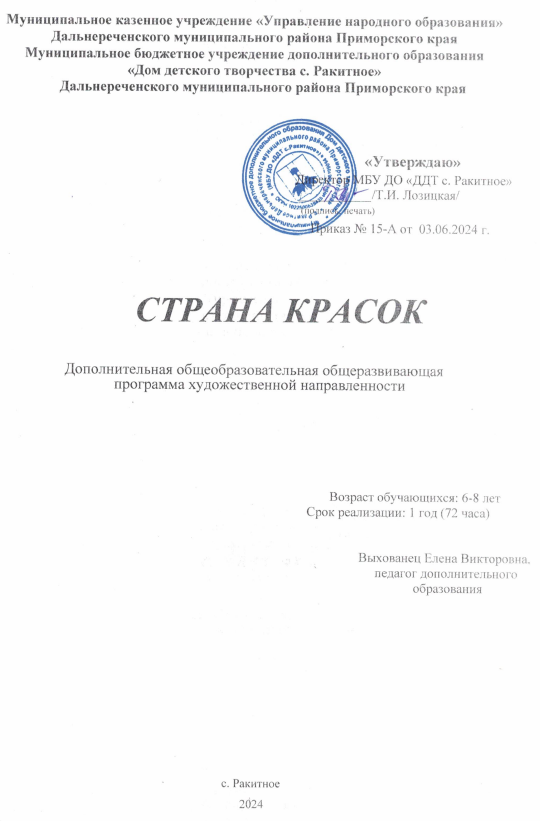 Муниципальное казенное учреждение «Управление народного образования»
Дальнереченского муниципального района Приморского края
Муниципальное бюджетное учреждение дополнительного образования
«Дом детского творчества с. Ракитное»
Дальнереченского муниципального района Приморского края
«Утверждаю»
Директор МБУ ДО «ДДТ с. Ракитное»
/Т.И. Лозицкая/
(подпись, печать)
Приказ № 15-А от 03.06.2024 г.
СТРАНА КРАСОК
Дополнительная общеобразовательная общеразвивающая
программа художественной направленности
Возраст обучающихся: 6-8 лет
Срок реализации: 1 год (72 часа)
Выхованец Елена Викторовна,
педагог дополнительного
образования
с. Ракитное
2024